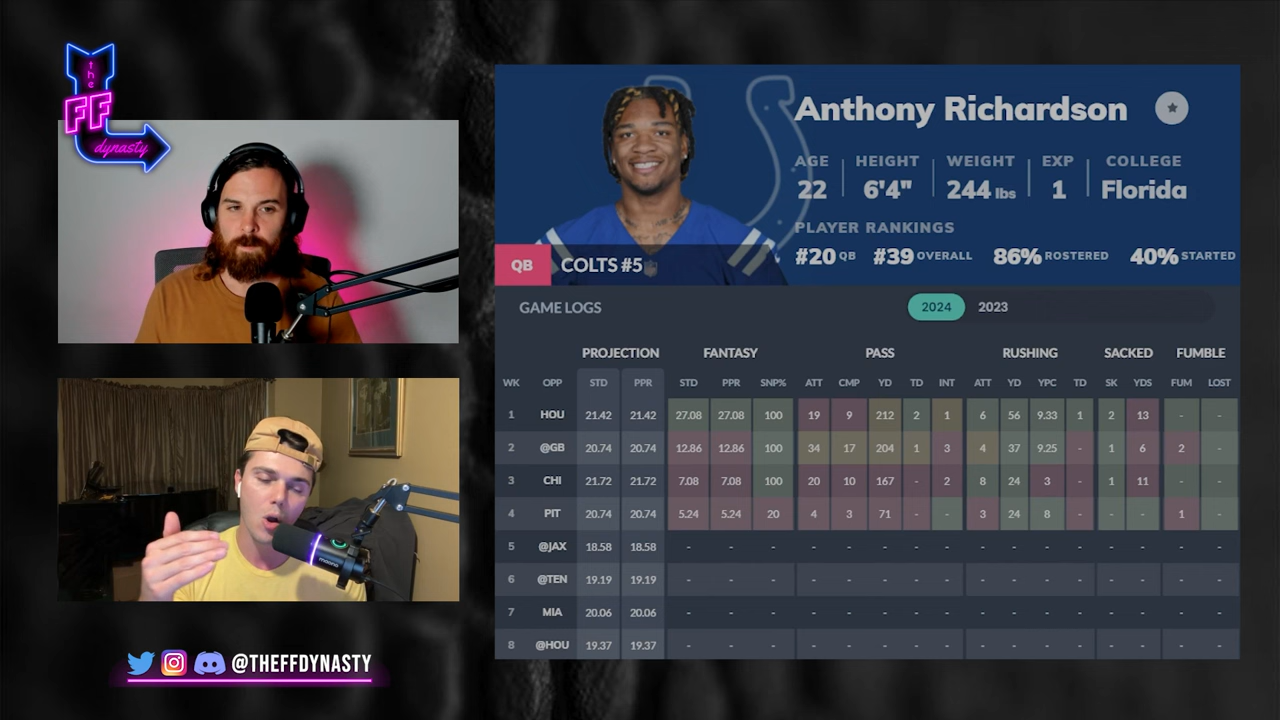 the
FF
dynasty
@THEFFDYNASTY
Anthony Richardson
AGE HEIGHT WEIGHT EXP COLLEGE
22 6'4" 244 lbs 1 Florida
PLAYER RANKINGS
#20 QB #39 OVERALL 86% ROSTERED 40% STARTED
QB COLTS #5
GAME LOGS 2024 2023
PROJECTION FANTASY PASS RUSHING SACKED FUMBLE
WK OPP STD PPR STD PPR SNP% ATT CMP YD TD INT ATT YD YPC TD SK YDS FUM LOST
1 HOU 21.42 21.42 27.08 27.08 100 19 9 212 2 1 6 56 9.33 1 2 13 - -
2 @GB 20.74 20.74 12.86 12.86 100 34 17 204 1 3 4 37 9.25 - 1 6 2 -
3 CHI 21.72 21.72 7.08 7.08 100 20 10 167 - 2 8 24 3 - 1 11 - -
4 PIT 20.74 20.74 5.24 5.24 20 4 3 71 - - 3 24 8 - - - 1 -
5 @JAX 18.58 18.58 - - - - - - - - - - - - - - - -
6 @TEN 19.19 19.19 - - - - - - - - - - - - - - - -
7 MIA 20.06 20.06 - - - - - - - - - - - - - - - -
8 @HOU 19.37 19.37 - - - - - - - - - - - - - - - -
maono